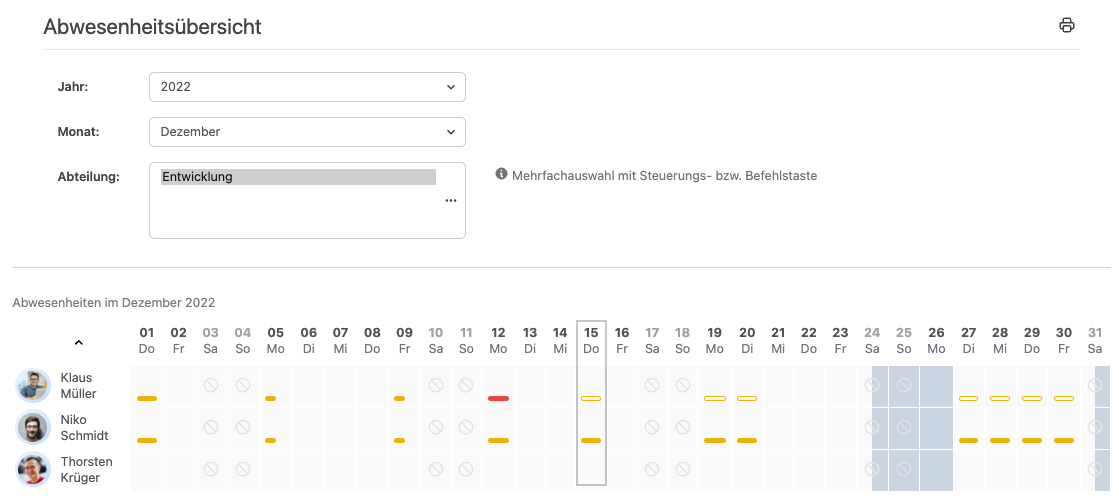 Abwesenheitsübersicht
Jahr:
2022
Monat:
Dezember
Abteilung:
Entwicklung
...
Mehrfachauswahl mit Steuerungs- bzw. Befehlstaste
Abwesenheiten im Dezember 2022
01 02 03 04 05 06 07 08 09 10 11 12 13 14 15 16 17 18 19 20 21 22 23 24 25 26 27 28 29 30 31
Do Fr Sa So Mo Di Mi Do Fr Sa So Mo Di Mi Do Fr Sa So Mo Di Mi Do Fr Sa So Mo Di Mi Do Fr Sa
Klaus
Müller
Niko
Schmidt
Thorsten
Krüger